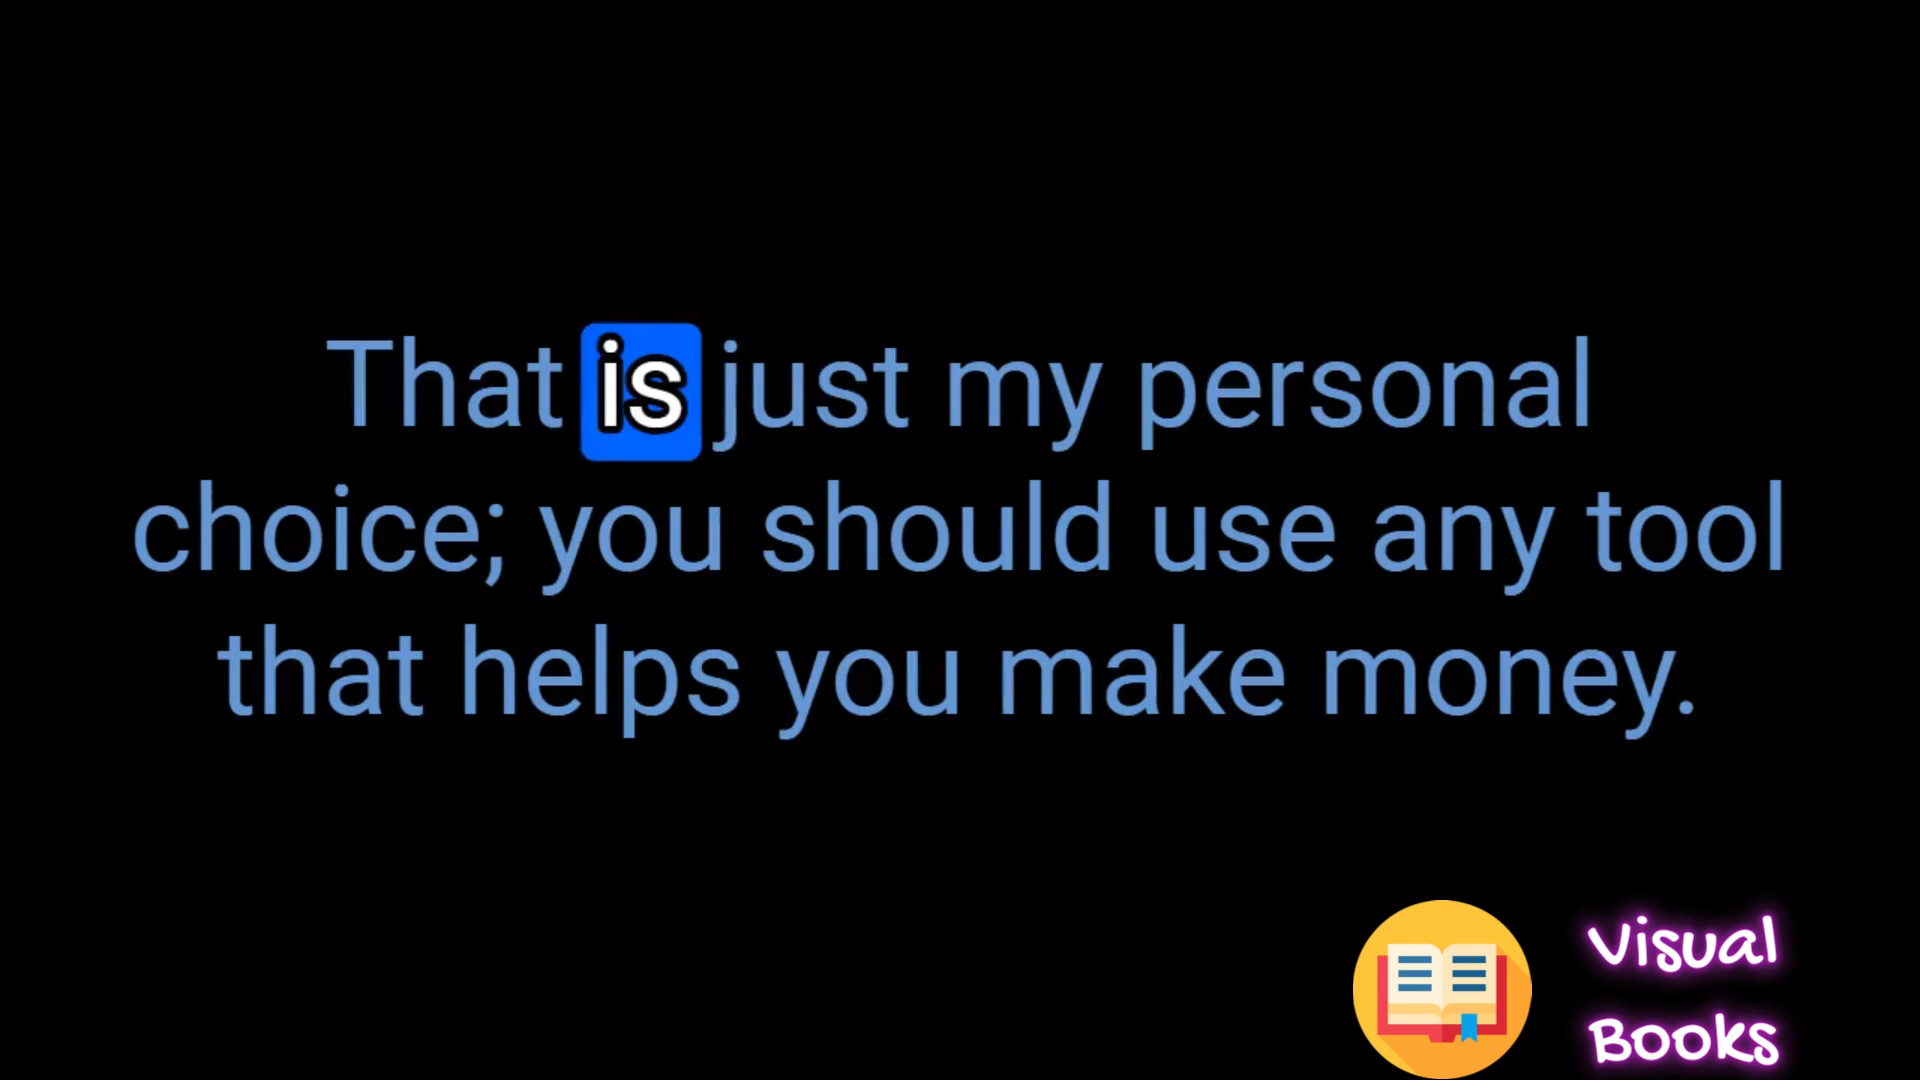 That is just my personal
choice; you should use any tool
that helps you make money.
Visual
Books